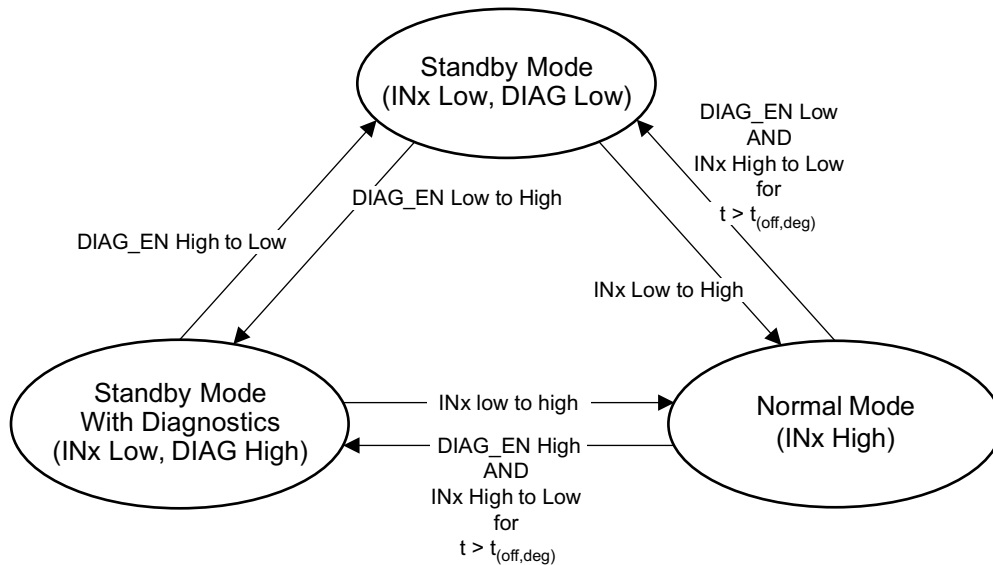 Standby Mode
(INx Low, DIAG Low)
DIAG_EN Low
AND
INx High to Low
for
t > t(off,deg)
DIAG_EN Low to High
DIAG_EN High to Low
INx Low to High
Standby Mode
With Diagnostics
(INx Low, DIAG High)
INx low to high
DIAG_EN High
AND
INx High to Low
for
t > t(off,deg)
Normal Mode
(INx High)